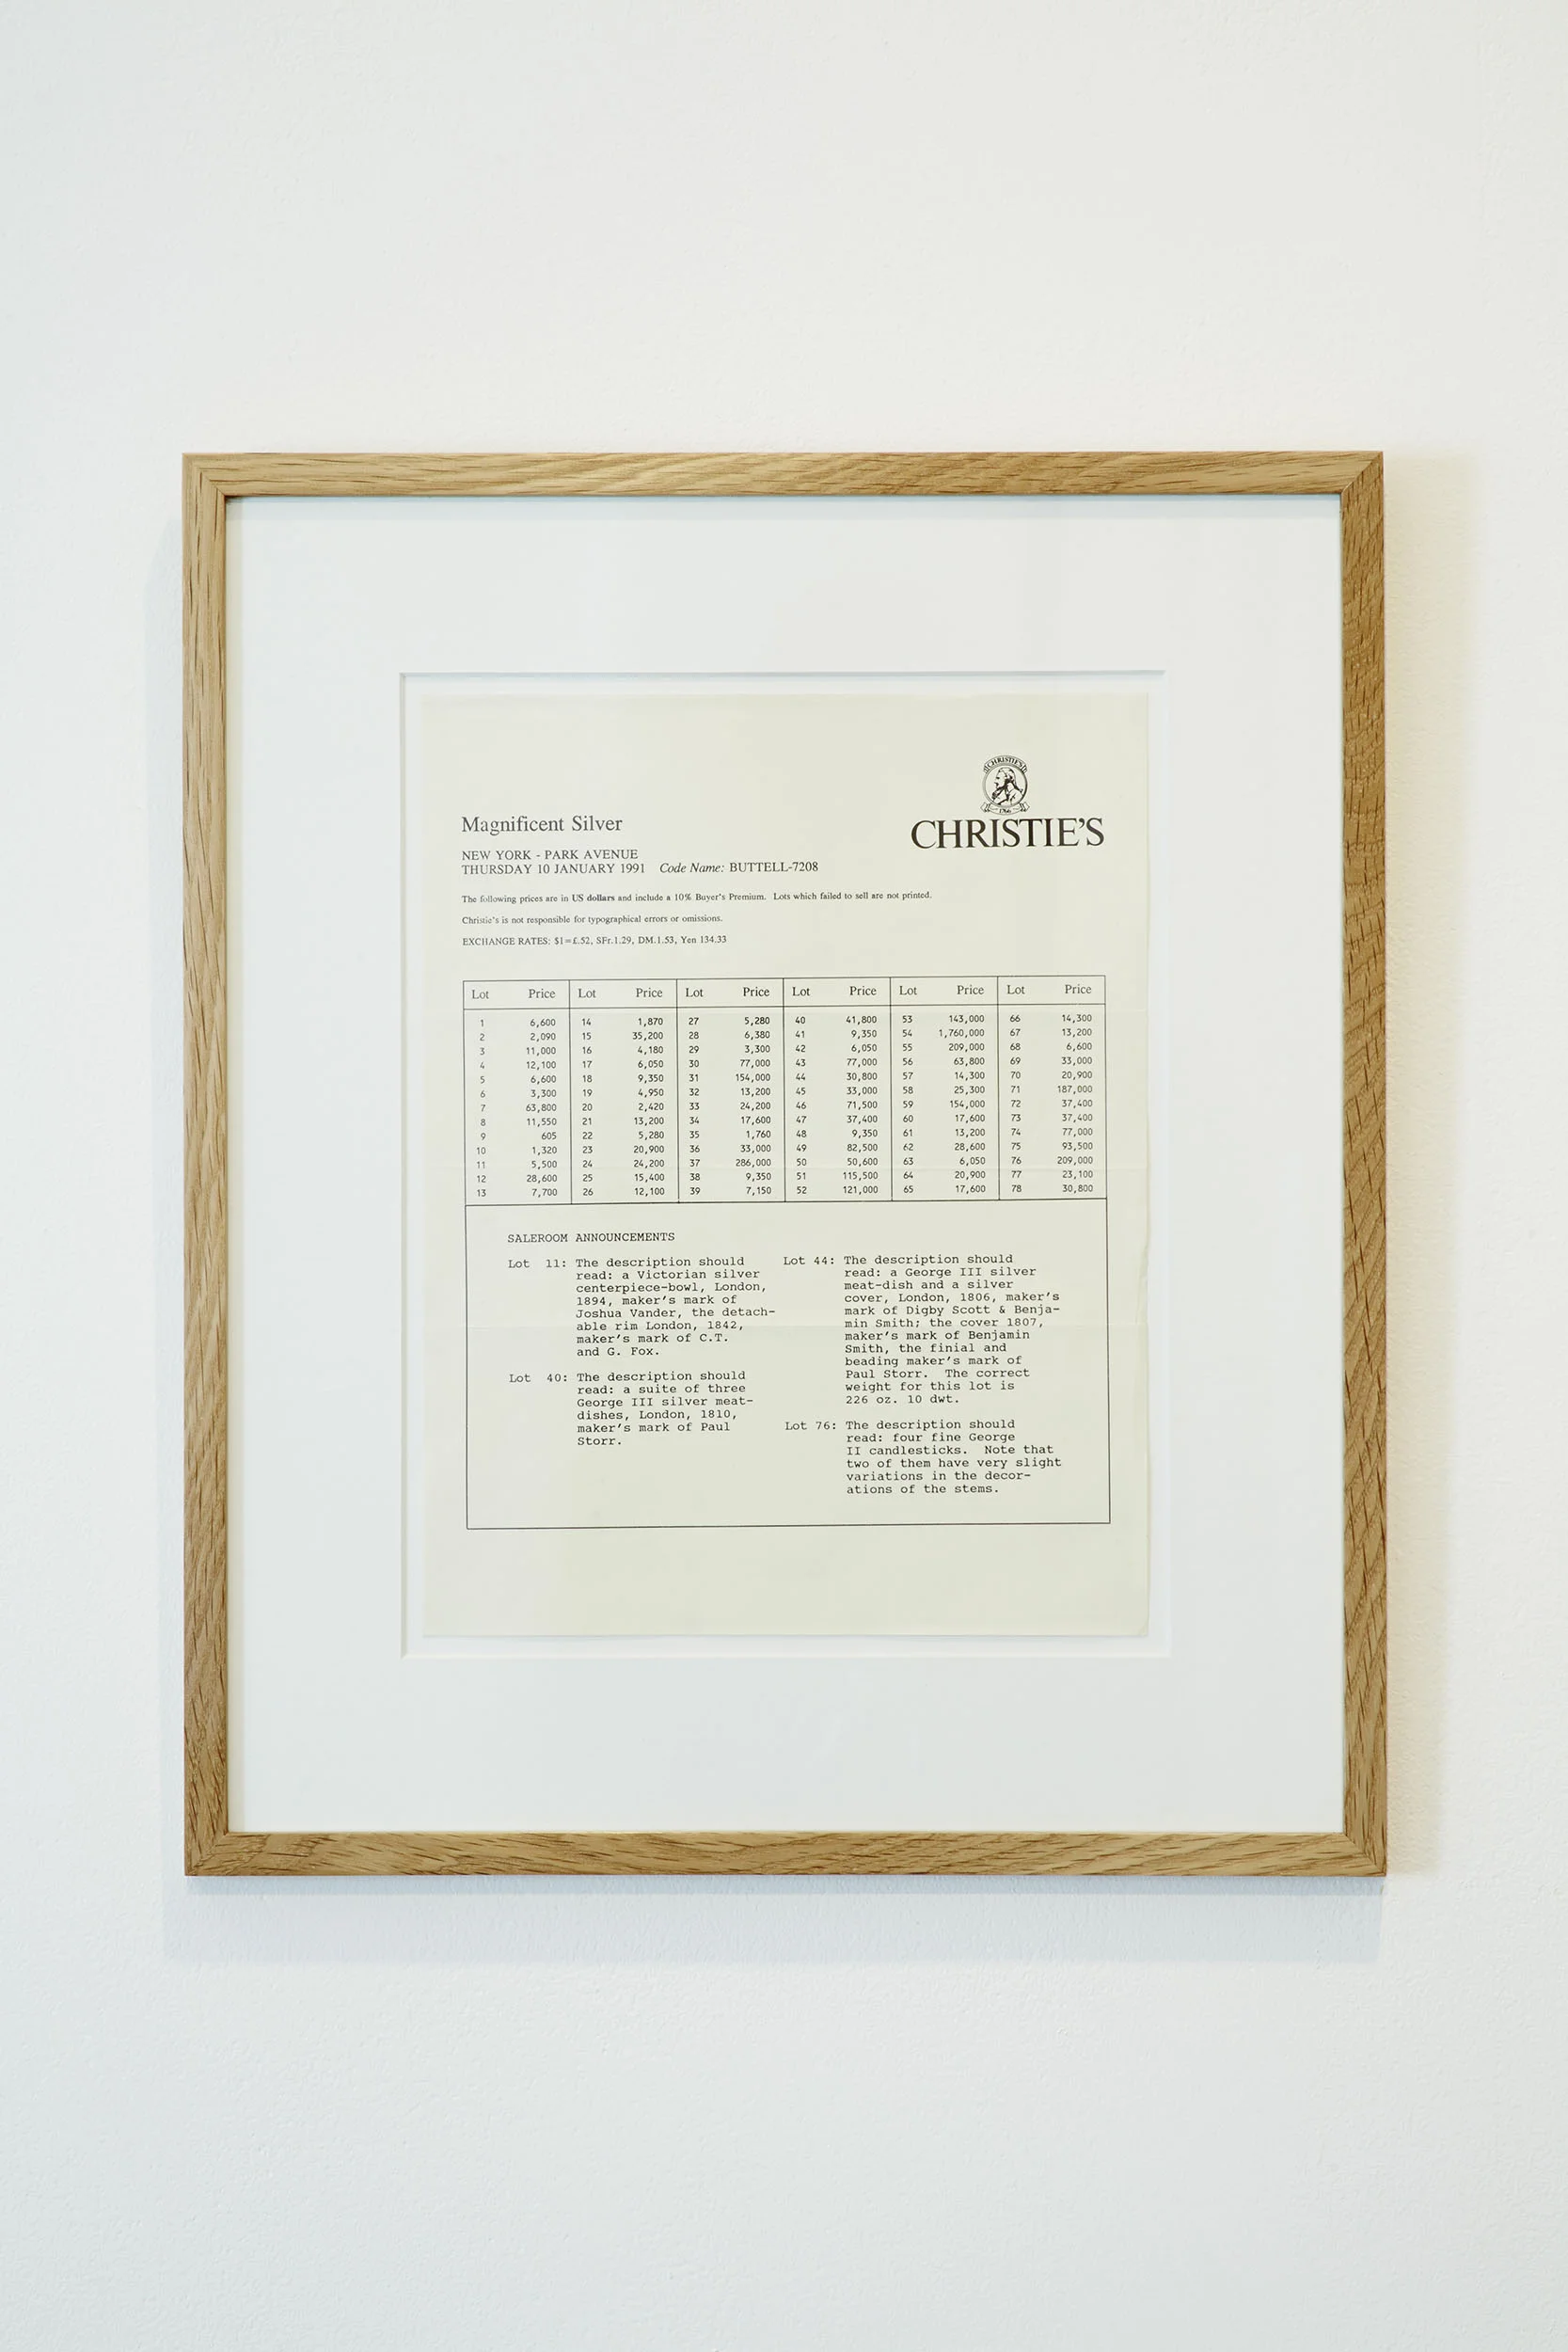 CHRISTIE'S
1766
CHRISTIE'S
Magnificent Silver
NEW YORK - PARK AVENUE
THURSDAY 10 JANUARY 1991 Code Name: BUTTELL-7208
The following prices are in US dollars and include a 10% Buyer's Premium. Lots which failed to sell are not printed.
Christie's is not responsible for typographical errors or omissions.
EXCHANGE RATES: $1=£.52, SFr.1.29, DM.1.53, Yen 134.33
Lot Price Lot Price Lot Price Lot Price Lot Price Lot Price
1 6,600 14 1,870 27 5,280 40 41,800 53 143,000 66 14,300
2 2,090 15 35,200 28 6,380 41 9,350 54 1,760,000 67 13,200
3 11,000 16 4,180 29 3,300 42 6,050 55 209,000 68 6,600
4 12,100 17 6,050 30 77,000 43 77,000 56 63,800 69 33,000
5 6,600 18 9,350 31 154,000 44 30,800 57 14,300 70 20,900
6 3,300 19 4,950 32 13,200 45 33,000 58 25,300 71 187,000
7 63,800 20 2,420 33 24,200 46 71,500 59 154,000 72 37,400
8 11,550 21 13,200 34 17,600 47 37,400 60 17,600 73 37,400
9 605 22 5,280 35 1,760 48 9,350 61 13,200 74 77,000
10 1,320 23 20,900 36 33,000 49 82,500 62 28,600 75 93,500
11 5,500 24 24,200 37 286,000 50 50,600 63 6,050 76 209,000
12 28,600 25 15,400 38 9,350 51 115,500 64 20,900 77 23,100
13 7,700 26 12,100 39 7,150 52 121,000 65 17,600 78 30,800
SALEROOM ANNOUNCEMENTS
Lot 11: The description should
read: a Victorian silver
centerpiece-bowl, London,
1894, maker's mark of
Joshua Vander, the detach-
able rim London, 1842,
maker's mark of C.T.
and G. Fox.
Lot 40: The description should
read: a suite of three
George III silver meat-
dishes, London, 1810,
maker's mark of Paul
Storr.
Lot 44: The description should
read: a George III silver
meat-dish and a silver
cover, London, 1806, maker's
mark of Digby Scott & Benja-
min Smith; the cover 1807,
maker's mark of Benjamin
Smith, the finial and
beading maker's mark of
Paul Storr. The correct
weight for this lot is
226 oz. 10 dwt.
Lot 76: The description should
read: four fine George
II candlesticks. Note that
two of them have very slight
variations in the decor-
ations of the stems.